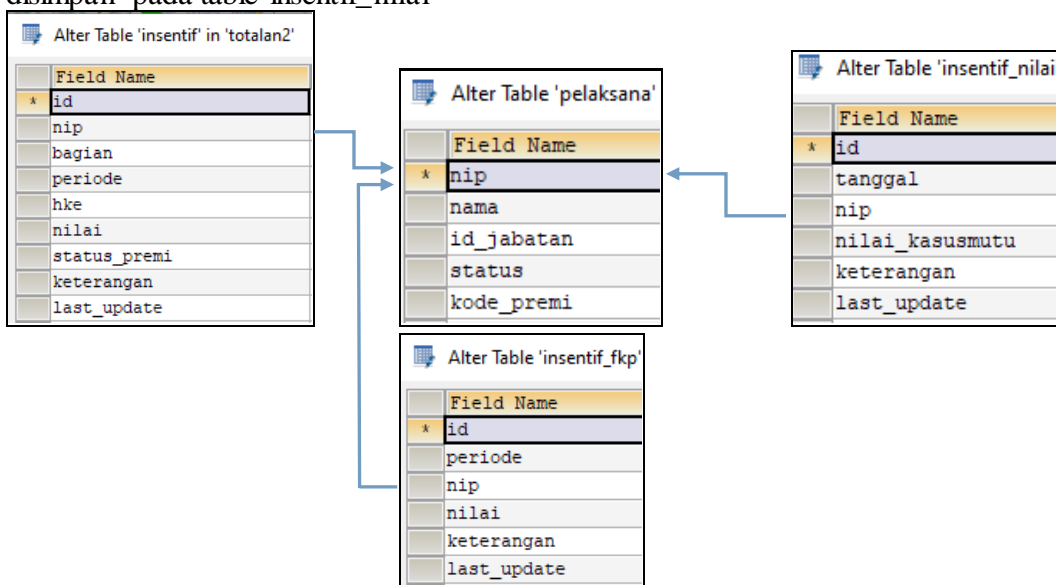 disimpan pada table insentif_nilai
Alter Table 'insentif' in 'totalan2'
Field Name
* id
nip
bagian
periode
hke
nilai
status_premi
keterangan
last_update
Alter Table 'pelaksana'
Field Name
* nip
nama
id_jabatan
status
kode_premi
Alter Table 'insentif_nilai
Field Name
* id
tanggal
nip
nilai_kasusmutu
keterangan
last_update
Alter Table 'insentif_fkp'
Field Name
* id
periode
nip
nilai
keterangan
last_update